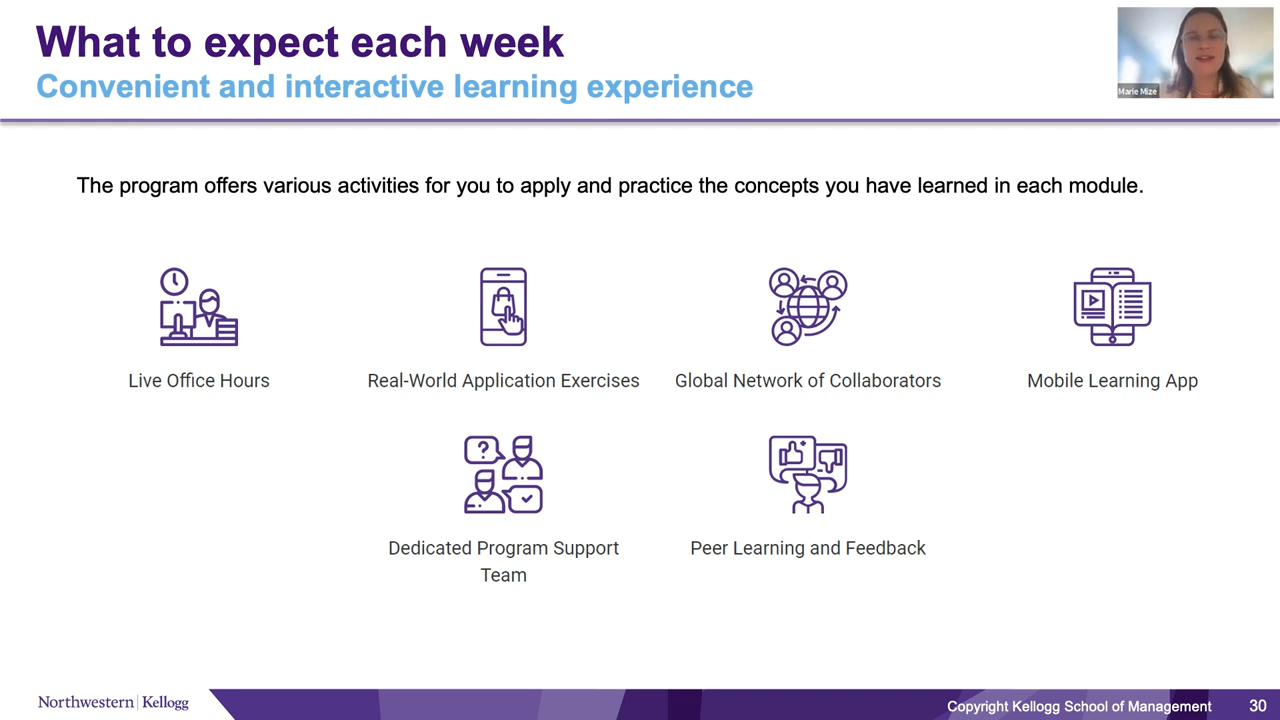 What to expect each week
Convenient and interactive learning experience
Marie Mize
The program offers various activities for you to apply and practice the concepts you have learned in each module.
Live Office Hours
Real-World Application Exercises
Global Network of Collaborators
Mobile Learning App
?
Dedicated Program Support
Team
Peer Learning and Feedback
Northwestern | Kellogg
Copyright Kellogg School of Management
30